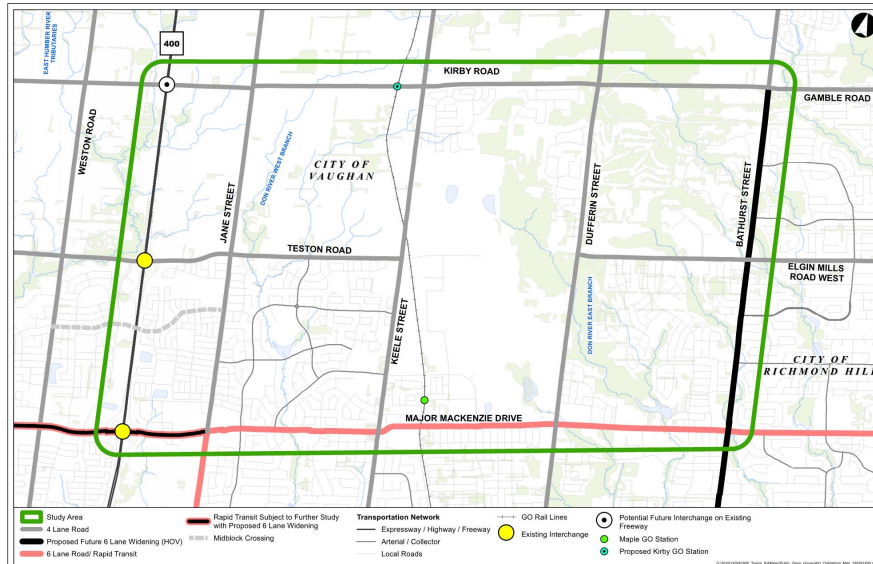 EAST HUMBER RIVER
TRIBUTARIES
400
KIRBY ROAD
GAMBLE ROAD
WESTON ROAD
JANE STREET
DON RIVER WEST BRANCH
CITY OF
VAUGHAN
DUFFERIN STREET
BATHURST STREET
TESTON ROAD
ELGIN MILLS
ROAD WEST
KEELE STREET
DON RIVER EAST BRANCH
CITY OF
RICHMOND HILL
MAJOR MACKENZIE DRIVE
Study Area
4 Lane Road
Proposed Future 6 Lane Widening (HOV)
6 Lane Road/ Rapid Transit
Rapid Transit Subject to Further Study
with Proposed 6 Lane Widening
Midblock Crossing
Transportation Network
Expressway / Highway / Freeway
Arterial / Collector
Local Roads
GO Rail Lines
Existing Interchange
Potential Future Interchange on Existing
Freeway
Maple GO Station
Proposed Kirby GO Station